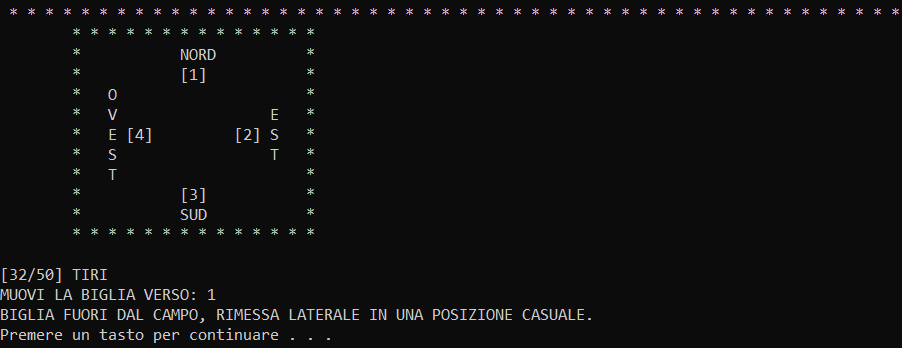 * * * * * * * * * * * * * * * * * * * * * * * * * * * * * * * * * * * * * * * * * * * * * * * * * *
* * * * * * * * * * * * * *
* NORD *
* [1] *
* O *
* V E *
* E [4] [2] S *
* S T *
* T *
* [3] *
* SUD *
* * * * * * * * * * * * * *
[32/50] TIRI
MUOVI LA BIGLIA VERSO: 1
BIGLIA FUORI DAL CAMPO, RIMESSA LATERALE IN UNA POSIZIONE CASUALE.
Premere un tasto per continuare . . .